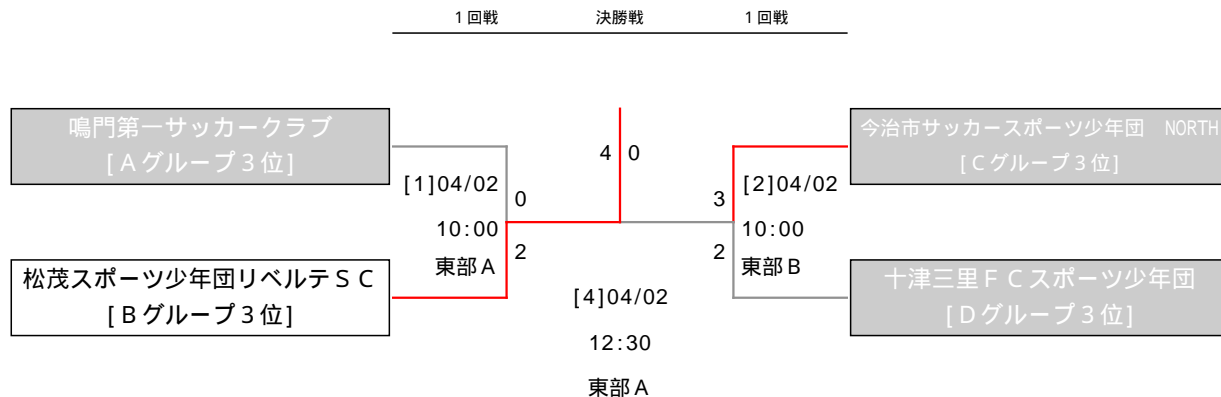 1回戦 決勝戦 1回戦
鳴門第一サッカークラブ
[Aグループ3位]
今治市サッカースポーツ少年団　NORTH
[Cグループ3位]
4 0
[1]04/02
0
10:00
東部A
2
3
[2]04/02
10:00
2
東部B
松茂スポーツ少年団リベルテSC
[Bグループ3位]
十津三里FCスポーツ少年団
[Dグループ3位]
[4]04/02
12:30
東部A